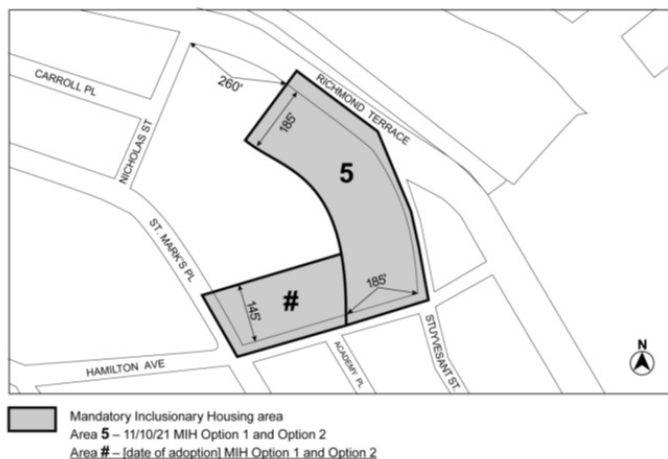 RICHMOND TERRACE
CARROLL PL
260'
185'
NICHOLAS ST
5
ST. MARK'S PL
185'
145'
#
STUYVESANT ST.
ACADEMY PL
HAMILTON AVE
N
Mandatory Inclusionary Housing area
Area 5 – 11/10/21 MIH Option 1 and Option 2
Area # – [date of adoption] MIH Option 1 and Option 2